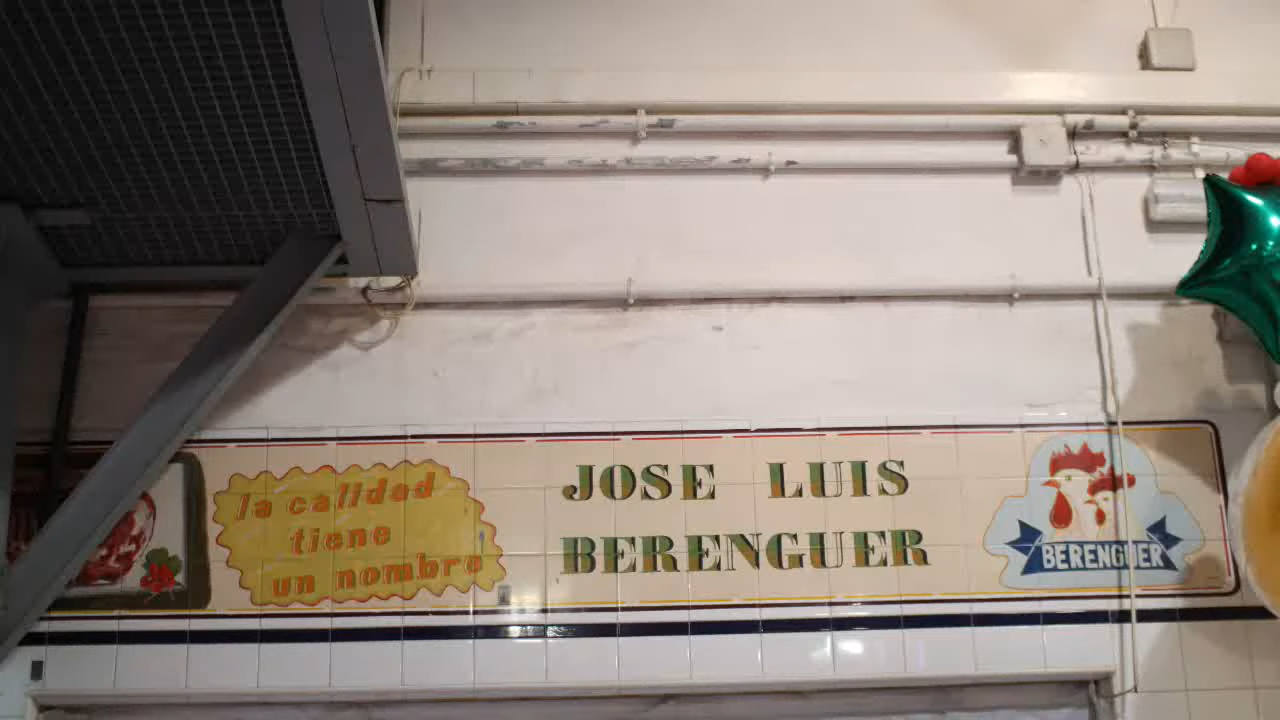 la calidad
tiene
un nombre
JOSE LUIS
BERENGUER
BERENGUER